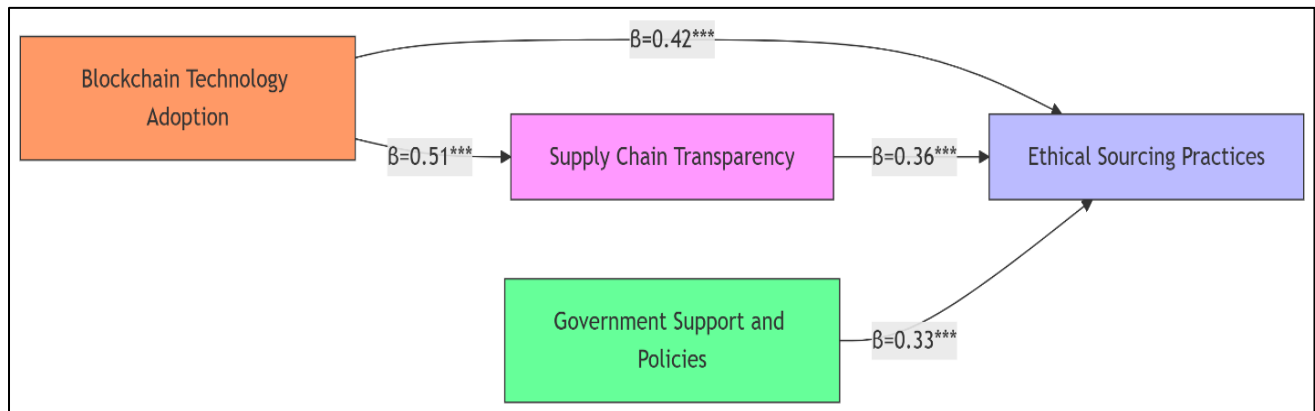 ß=0.42***
Blockchain Technology
Adoption
ß=0.51***
Supply Chain Transparency
ß=0.36***
Ethical Sourcing Practices
Government Support and
Policies
ß=0.33***